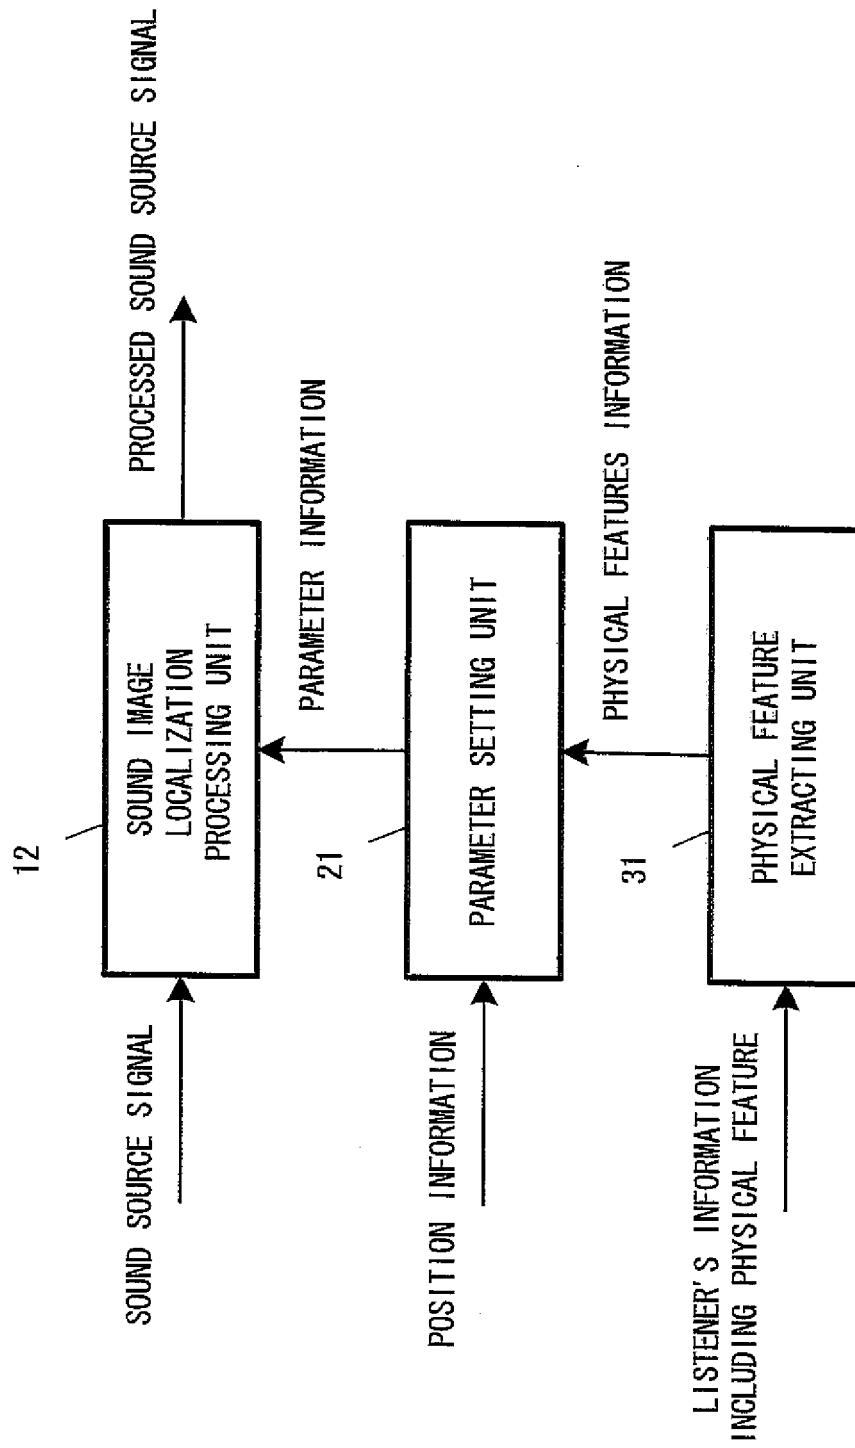 12
SOUND SOURCE SIGNAL
SOUND IMAGE
LOCALIZATION
PROCESSING UNIT
PROCESSED SOUND SOURCE SIGNAL
PARAMETER INFORMATION
21
POSITION INFORMATION
PARAMETER SETTING UNIT
PHYSICAL FEATURES INFORMATION
31
LISTENER'S INFORMATION
INCLUDING PHYSICAL FEATURE
PHYSICAL FEATURE
EXTRACTING UNIT